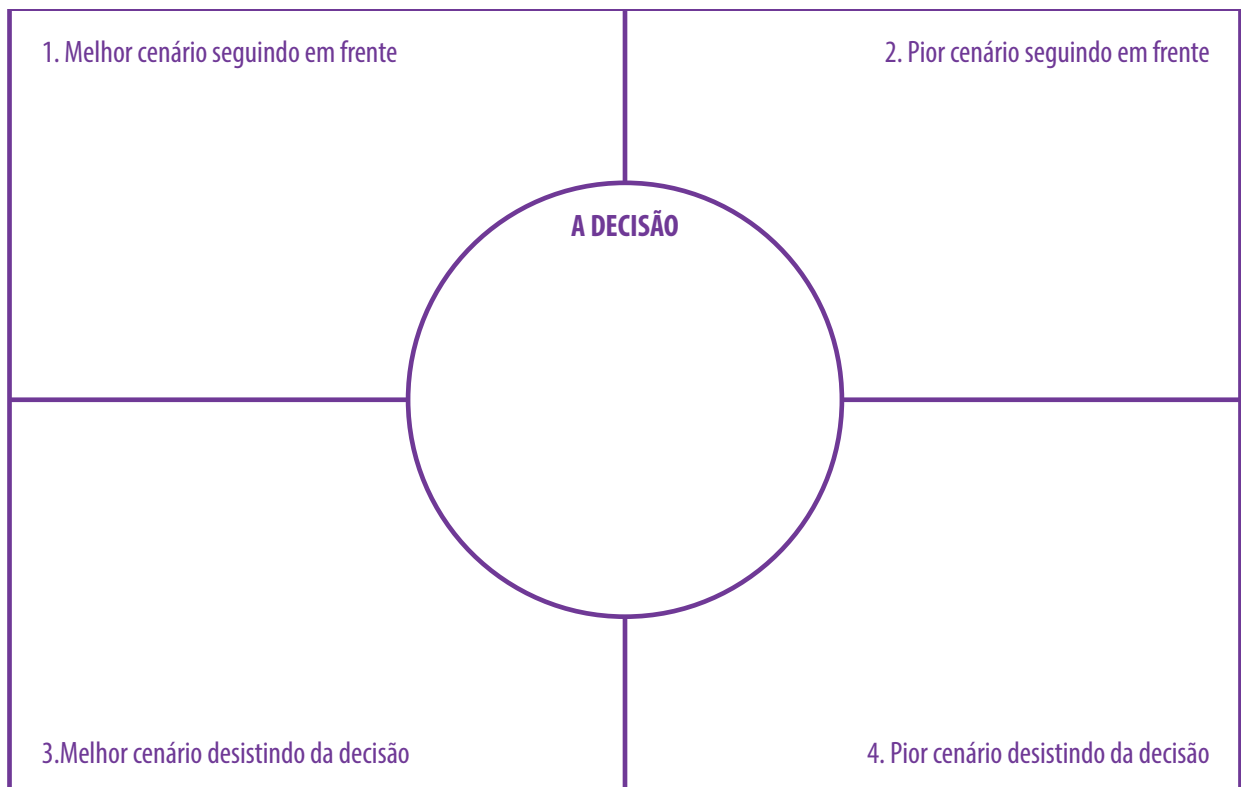 1. Melhor cenário seguindo em frente
2. Pior cenário seguindo em frente
A DECISÃO
3.Melhor cenário desistindo da decisão
4. Pior cenário desistindo da decisão